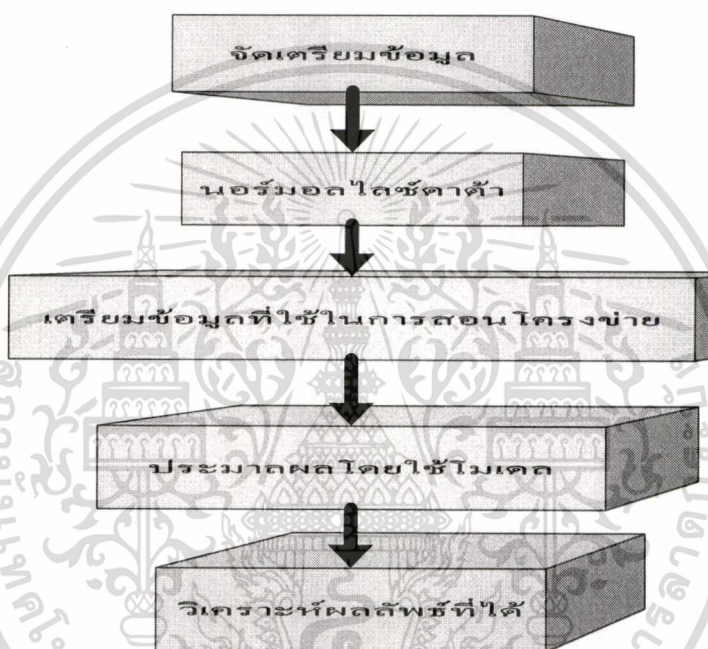 จัดเตรียมข้อมูล
นอร์มอลไลซ์ดาต้า
เตรียมข้อมูลที่ใช้ในการสอนโครงข่าย
ประมาลผลโดยใช้โมเดล
วิเคราะห์ผลลัพธ์ที่ได้